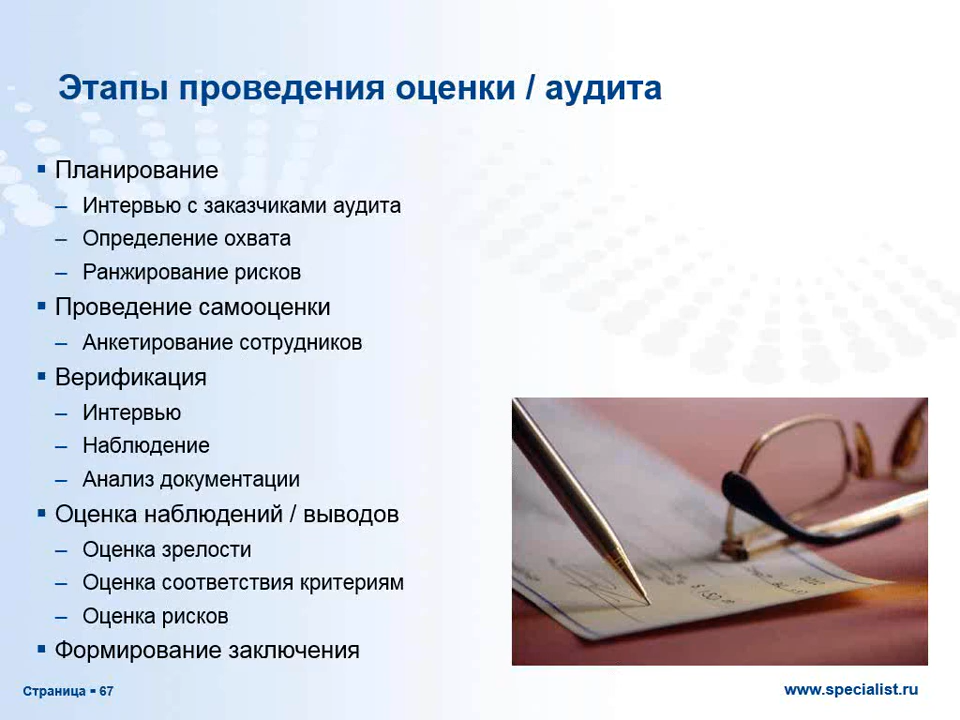 Этапы проведения оценки / аудита
▪ Планирование
– Интервью с заказчиками аудита
– Определение охвата
– Ранжирование рисков
▪ Проведение самооценки
– Анкетирование сотрудников
▪ Верификация
– Интервью
– Наблюдение
– Анализ документации
▪ Оценка наблюдений / выводов
– Оценка зрелости
– Оценка соответствия критериям
– Оценка рисков
▪ Формирование заключения
Страница ▪ 67
www.specialist.ru